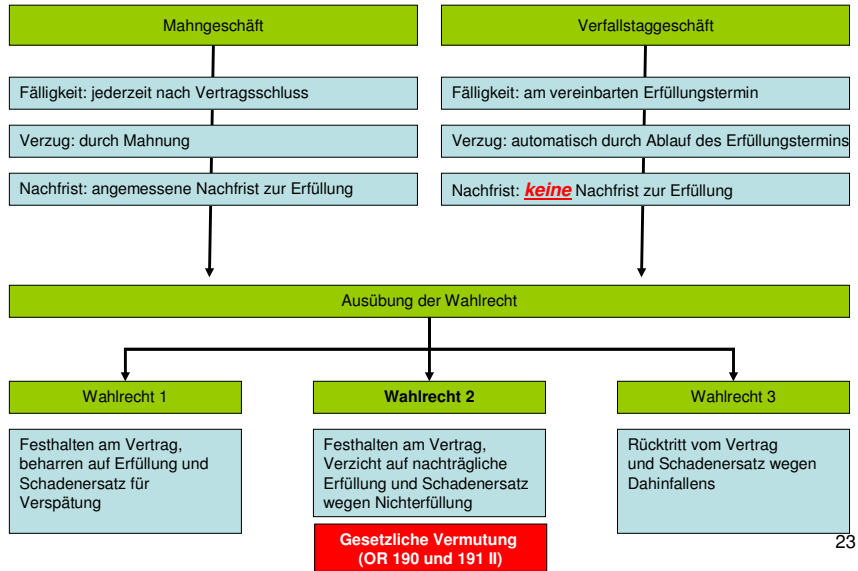 Mahngeschäft
Fälligkeit: jederzeit nach Vertragsschluss
Verzug: durch Mahnung
Nachfrist: angemessene Nachfrist zur Erfüllung
Verfallstaggeschäft
Fälligkeit: am vereinbarten Erfüllungstermin
Verzug: automatisch durch Ablauf des Erfüllungstermins
Nachfrist: keine Nachfrist zur Erfüllung
Ausübung der Wahlrecht
Wahlrecht 1
Festhalten am Vertrag,
beharren auf Erfüllung und
Schadenersatz für
Verspätung
Wahlrecht 2
Festhalten am Vertrag,
Verzicht auf nachträgliche
Erfüllung und Schadenersatz
wegen Nichterfüllung
Gesetzliche Vermutung
(OR 190 und 191 II)
Wahlrecht 3
Rücktritt vom Vertrag
und Schadenersatz wegen
Dahinfallens
23